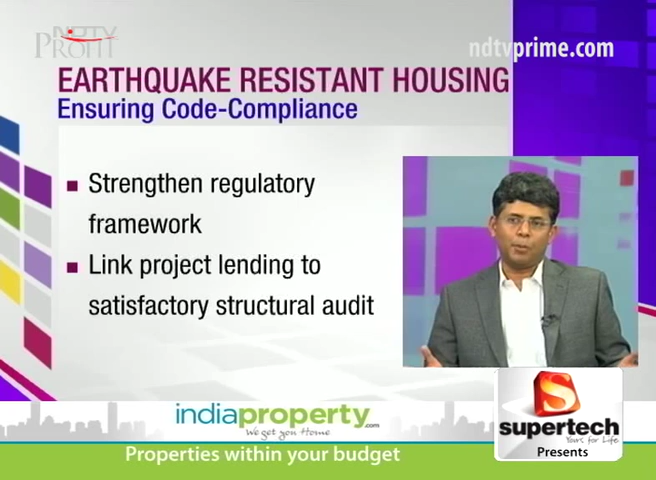 NDTV
PROFIT
ndtvprime.com
EARTHQUAKE RESISTANT HOUSING
Ensuring Code-Compliance
Strengthen regulatory
framework
Link project lending to
satisfactory structural audit
indiaproperty.com
We get you Home
S
supertech
Yours for Life.
Presents
Properties within your budget